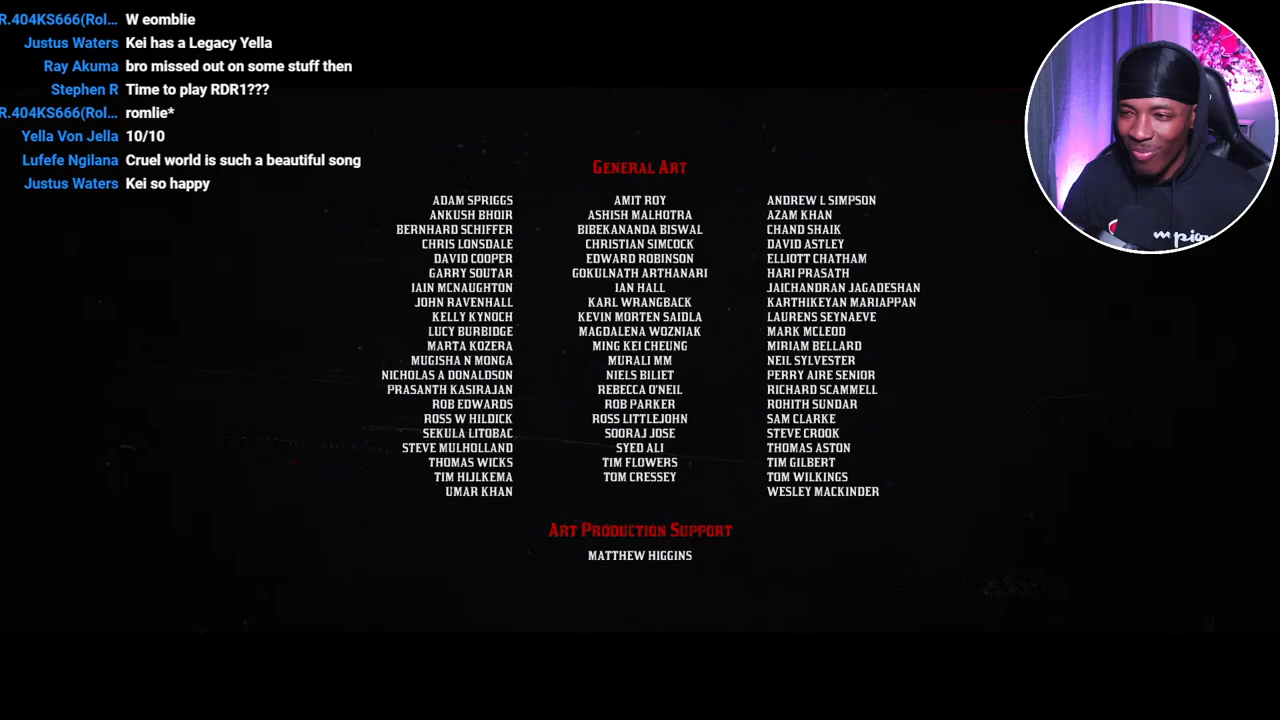 R.404KS666(Rol... W eomblie
Justus Waters Kei has a Legacy Yella
Ray Akuma bro missed out on some stuff then
Stephen R Time to play RDR1???
R.404KS666(Rol... romlie*
Yella Von Jella 10/10
Lufefe Ngilana Cruel world is such a beautiful song
Justus Waters Kei so happy
GENERAL ART
ADAM SPRIGGS AMIT ROY ANDREW L SIMPSON
ANKUSH BHOIR ASHISH MALHOTRA AZAM KHAN
BERNHARD SCHIFFER BIBEKANANDA BISWAL CHAND SHAIK
CHRIS LONSDALE CHRISTIAN SIMCOCK DAVID ASTLEY
DAVID COOPER EDWARD ROBINSON ELLIOTT CHATHAM
GARRY SOUTAR GOKULNATH ARTHANARI HARI PRASATH
IAIN MCNAUGHTON IAN HALL JAICHANDRAN JAGADESHAN
JOHN RAVENHALL KARL WRANGBACK KARTHIKEYAN MARIAPPAN
KELLY KYNOCH KEVIN MORTEN SAIDLA LAURENS SEYNAEVE
LUCY BURBIDGE MAGDALENA WOZNIAK MARK MCLEOD
MARTA KOZERA MING KEI CHEUNG MIRIAM BELLARD
MUGISHA N MONGA MURALI MM NEIL SYLVESTER
NICHOLAS A DONALDSON NIELS BILIET PERRY AIRE SENIOR
PRASANTH KASIRAJAN REBECCA O'NEIL RICHARD SCAMMELL
ROB EDWARDS ROB PARKER ROHITH SUNDAR
ROSS W HILDICK ROSS LITTLEJOHN SAM CLARKE
SEKULA LITOBAC SOORAJ JOSE STEVE CROOK
STEVE MULHOLLAND SYED ALI THOMAS ASTON
THOMAS WICKS TIM FLOWERS TIM GILBERT
TIM HIJLKEMA TOM CRESSEY TOM WILKINGS
UMAR KHAN WESLEY MACKINDER
ART PRODUCTION SUPPORT
MATTHEW HIGGINS